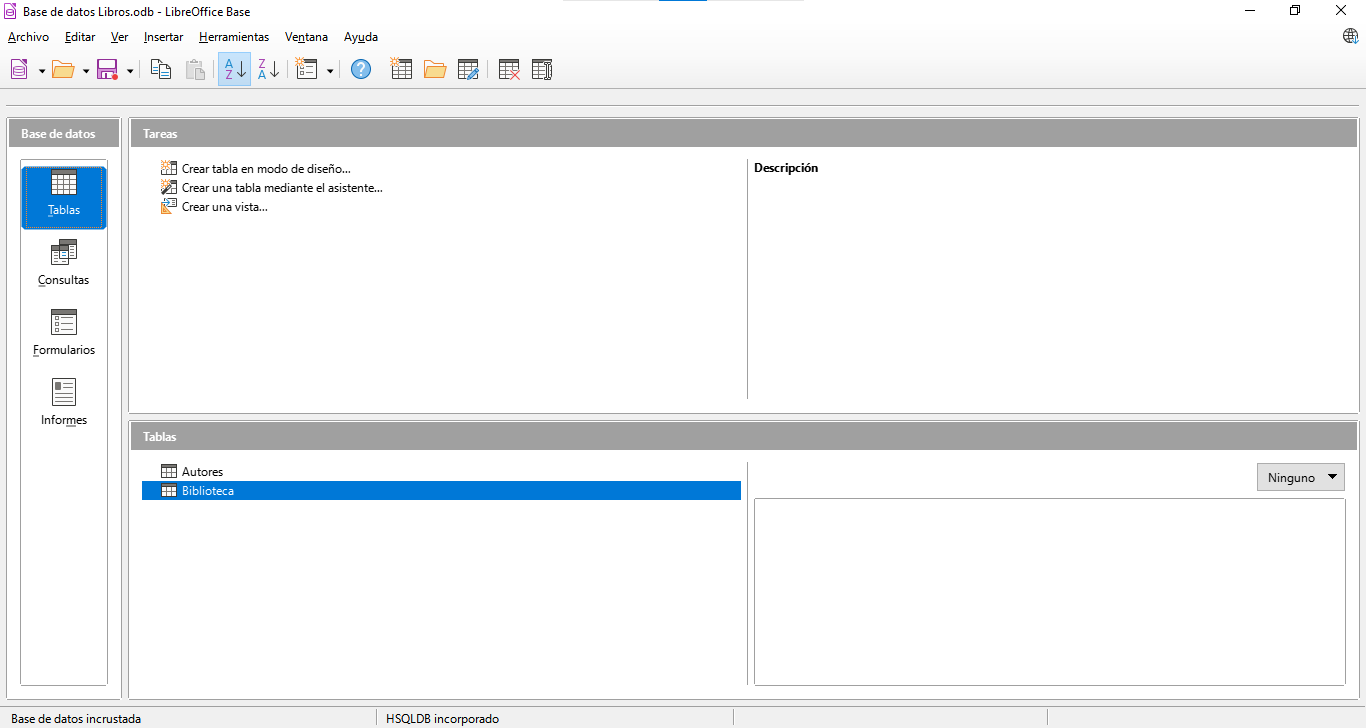 Base de datos Libros.odb - LibreOffice Base
Archivo Editar Ver Insertar Herramientas Ventana Ayuda
Base de datos
Tablas
Consultas
Formularios
Informes
Tareas
Crear tabla en modo de diseño...
Crear una tabla mediante el asistente...
Crear una vista...
Descripción
Tablas
Autores
Biblioteca
Ninguno
Base de datos incrustada
HSQLDB incorporado